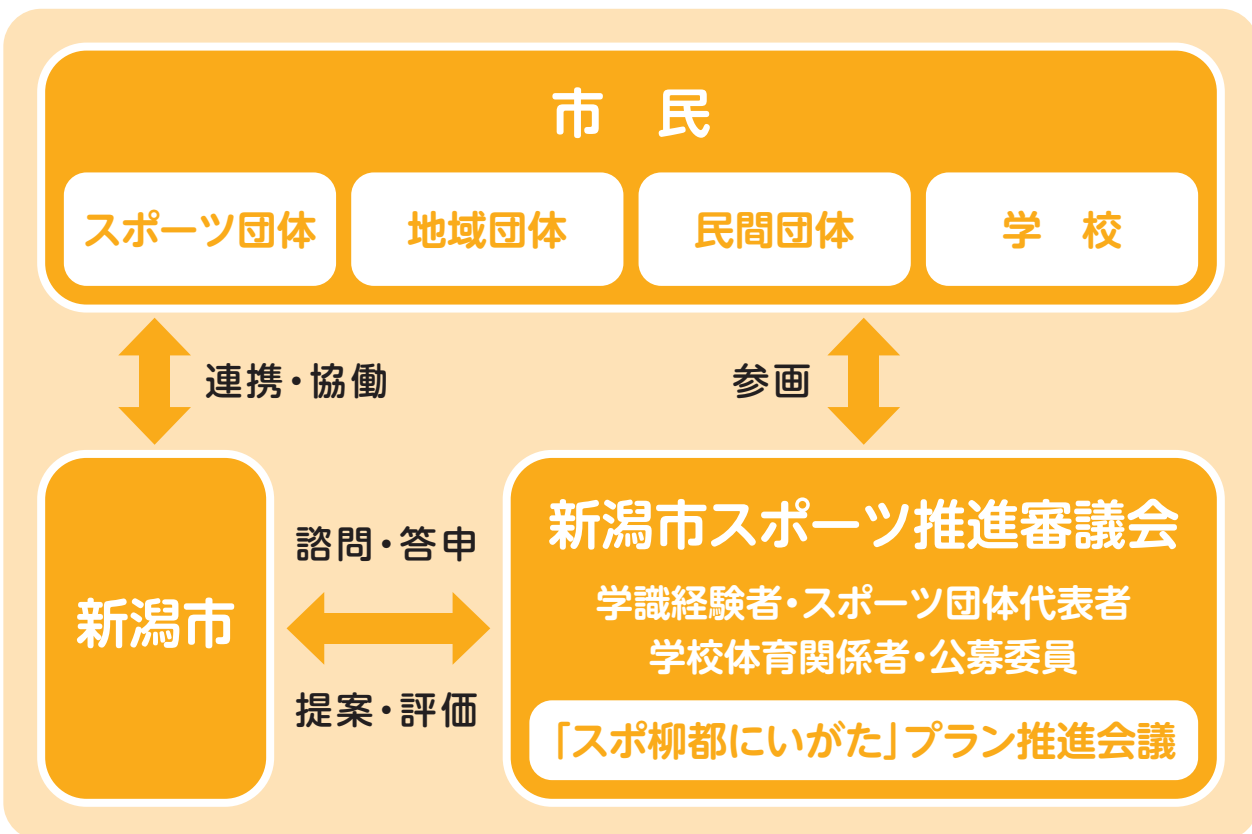 市　民
スポーツ団体
地域団体
民間団体
学　校
連携・協働
参画
新潟市
諮問・答申
提案・評価
新潟市スポーツ推進審議会
学識経験者・スポーツ団体代表者
学校体育関係者・公募委員
「スポ柳都にいがた」プラン推進会議